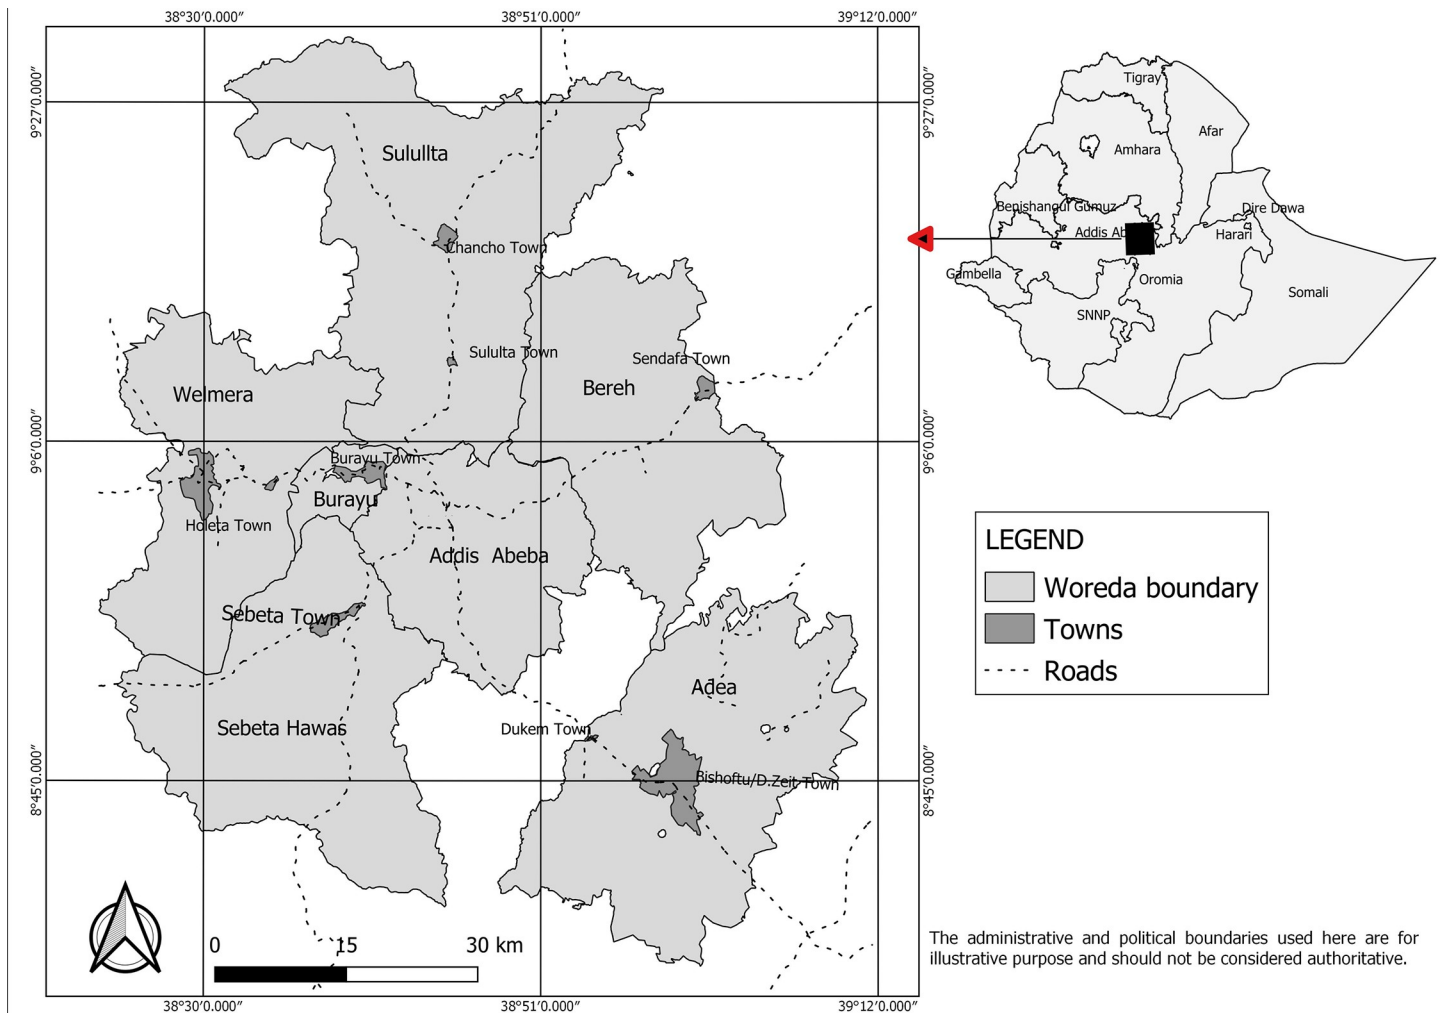 38°30′0.000″ 38°51′0.000″ 39°12′0.000″
9°27′0.000″ 9°27′0.000″
Sulullta
Chancho Town
Sululta Town
Sendafa Town
Welmera
Bereh
9°6′0.000″ 9°6′0.000″
Burayu Town
Burayu
Holeta Town
Addis Abeba
Sebeta Town
Adea
Sebeta Hawas
Dukem Town
Bishoftu/D.Zeit Town
8°45′0.000″ 8°45′0.000″
0 15 30 km
38°30′0.000″ 38°51′0.000″ 39°12′0.000″
Tigray
Afar
Amhara
Benishangul Gumuz
Dire Dawa
Addis Ab
Harari
Gambella
Oromia
Somali
SNNP
LEGEND
Woreda boundary
Towns
Roads
The administrative and political boundaries used here are for
illustrative purpose and should not be considered authoritative.